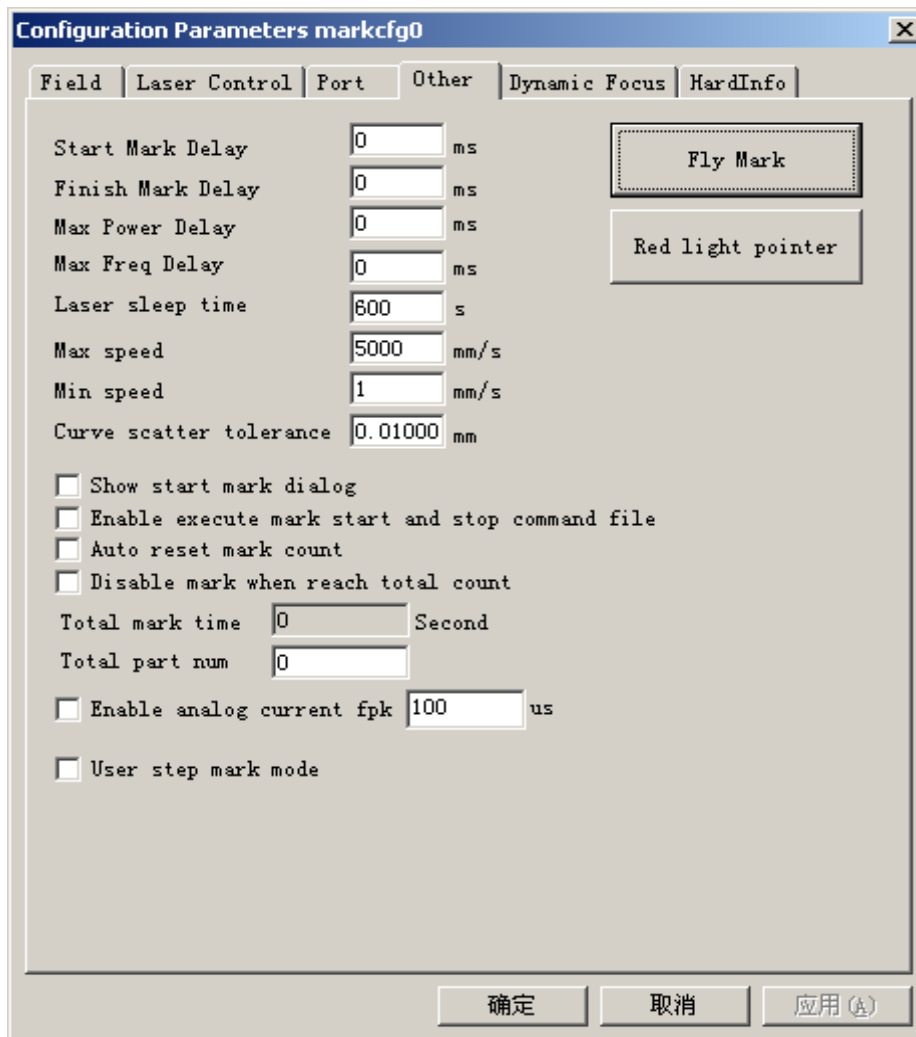 Configuration Parameters markcfg0
Field Laser Control Port Other Dynamic Focus HardInfo
Start Mark Delay 0 ms
Finish Mark Delay 0 ms
Max Power Delay 0 ms
Max Freq Delay 0 ms
Laser sleep time 600 s
Max speed 5000 mm/s
Min speed 1 mm/s
Curve scatter tolerance 0.01000 mm
Fly Mark
Red light pointer
Show start mark dialog
Enable execute mark start and stop command file
Auto reset mark count
Disable mark when reach total count
Total mark time 0 Second
Total part num 0
Enable analog current fpk 100 us
User step mark mode
确定 取消 应用(A)